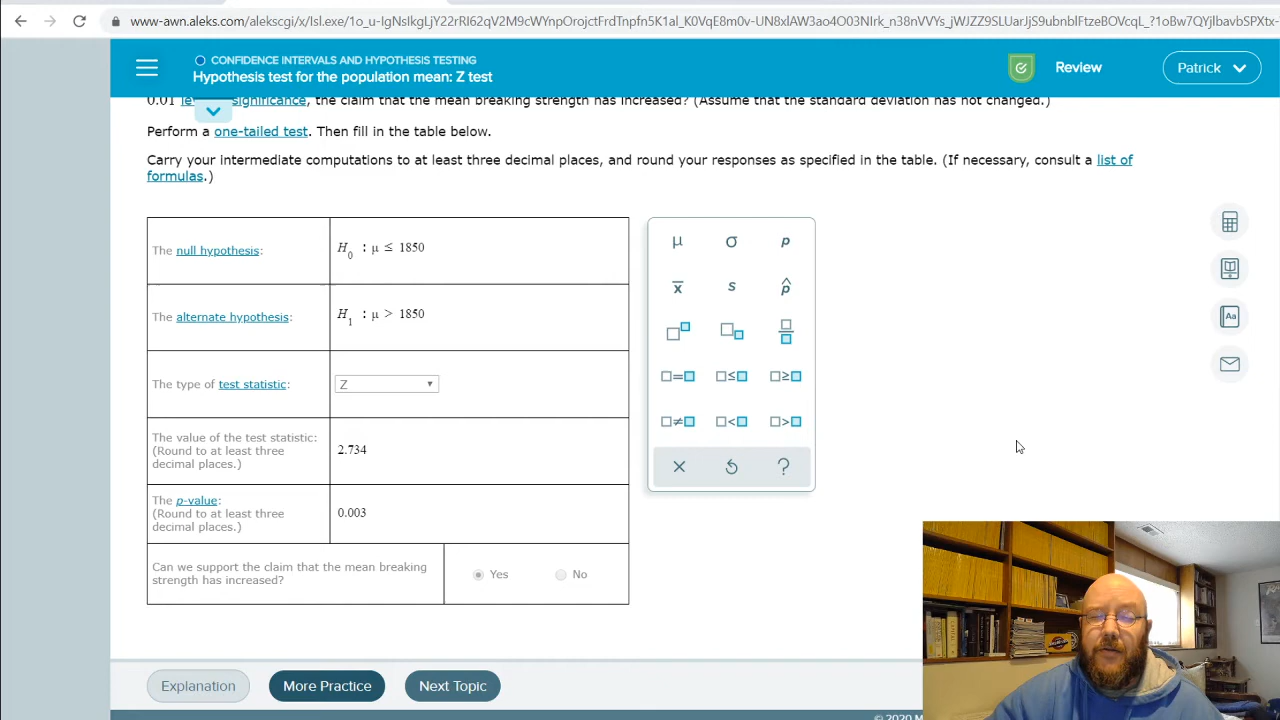 www-awn.aleks.com/alekscgi/x/Isl.exe/1o_u-IgNsIkgLjY22rRI62qV2M9cWYnpOrojctFrdTnpfn5K1al_K0VqE8m0v-UN8xIAW3ao4O03NIrk_n38nVVYs_jWJZZ9SLUarJjS9ubnblFtzeBOVcqL_?1oBw7QYjlbavbSPXtx-
CONFIDENCE INTERVALS AND HYPOTHESIS TESTING
Hypothesis test for the population mean: Z test
Review
Patrick
0.01 significance, the claim that the mean breaking strength has increased? (Assume that the standard deviation has not changed.)
Perform a one-tailed test. Then fill in the table below.
Carry your intermediate computations to at least three decimal places, and round your responses as specified in the table. (If necessary, consult a list of
formulas.)
The null hypothesis:
H0 : μ ≤ 1850
The alternate hypothesis:
H1 : μ > 1850
The type of test statistic:
Z
The value of the test statistic:
(Round to at least three
decimal places.)
2.734
The p-value:
(Round to at least three
decimal places.)
0.003
Can we support the claim that the mean breaking
strength has increased?
Yes No
μ σ p
x̄ s p̂
□=□ □≤□ □≥□
□≠□ □<□ □>□
× ?
Aa
Explanation
More Practice
Next Topic
© 2020 M